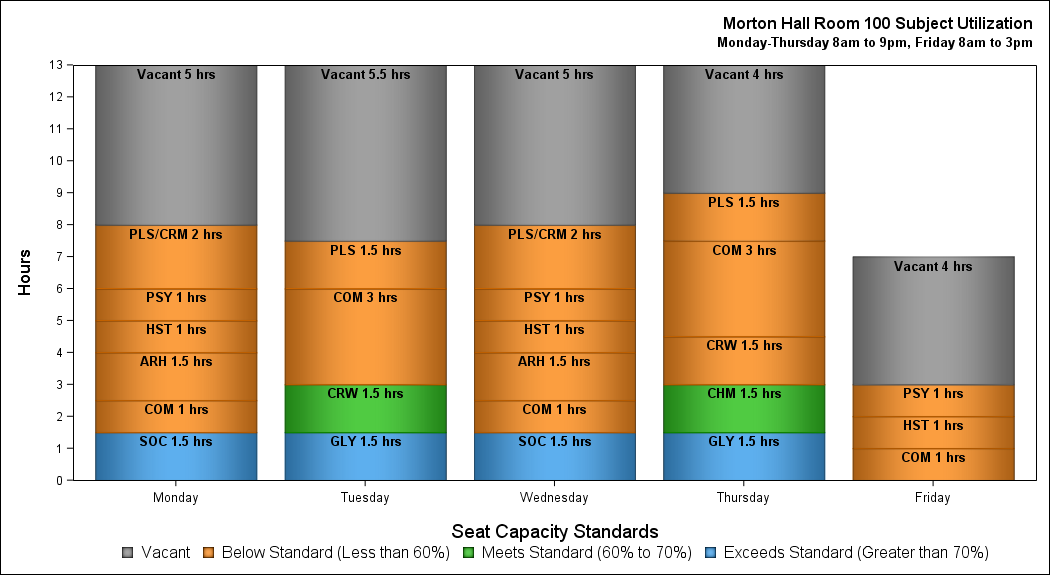 Morton Hall Room 100 Subject Utilization
Monday-Thursday 8am to 9pm, Friday 8am to 3pm
Hours
13
12
11
10
9
8
7
6
5
4
3
2
1
0
Vacant 5 hrs
PLS/CRM 2 hrs
PSY 1 hrs
HST 1 hrs
ARH 1.5 hrs
COM 1 hrs
SOC 1.5 hrs
Monday
Vacant 5.5 hrs
PLS 1.5 hrs
COM 3 hrs
CRW 1.5 hrs
GLY 1.5 hrs
Tuesday
Vacant 5 hrs
PLS/CRM 2 hrs
PSY 1 hrs
HST 1 hrs
ARH 1.5 hrs
COM 1 hrs
SOC 1.5 hrs
Wednesday
Vacant 4 hrs
PLS 1.5 hrs
COM 3 hrs
CRW 1.5 hrs
CHM 1.5 hrs
GLY 1.5 hrs
Thursday
Vacant 4 hrs
PSY 1 hrs
HST 1 hrs
COM 1 hrs
Friday
Seat Capacity Standards
Vacant
Below Standard (Less than 60%)
Meets Standard (60% to 70%)
Exceeds Standard (Greater than 70%)